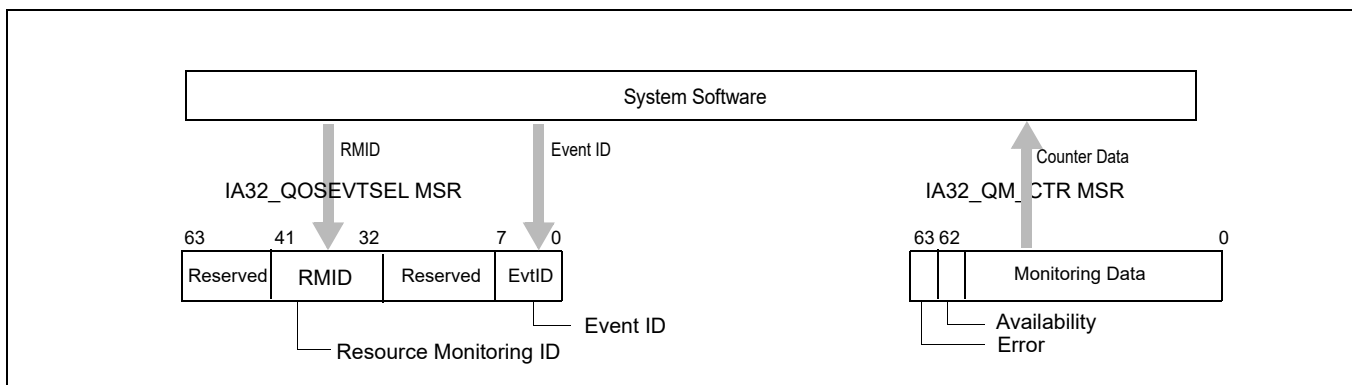 System Software
RMID
Event ID
Counter Data
IA32_QOSEVTSEL MSR
IA32_QM_CTR MSR
63 41 32 7 0
63 62 0
Reserved RMID Reserved EvtID
Monitoring Data
Event ID
Resource Monitoring ID
Availability
Error